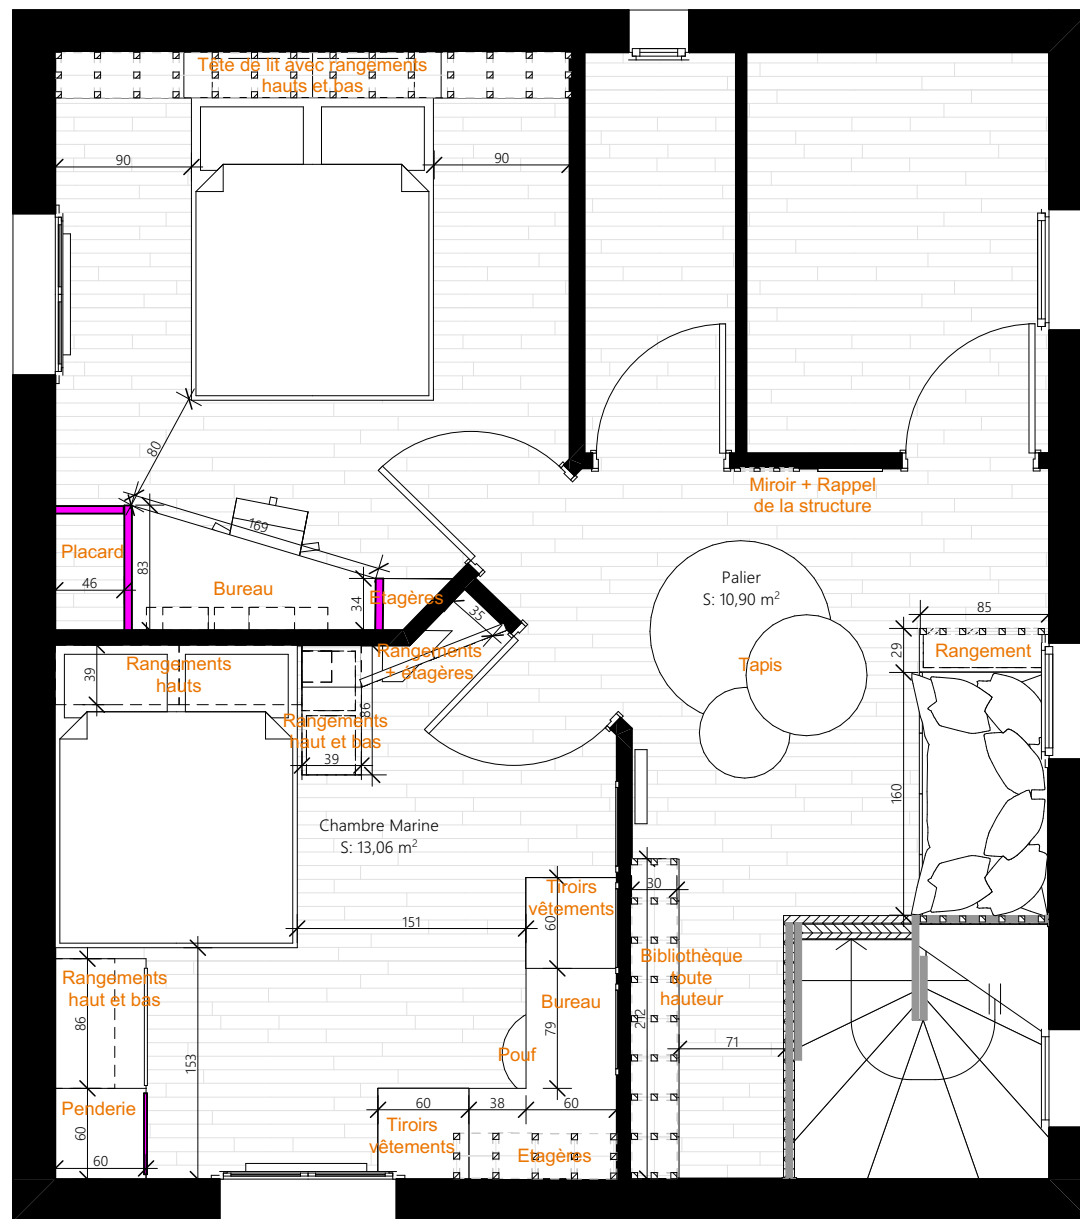 Tête de lit avec rangements
hauts et bas
90
90
80
169
Placard
46
83
Bureau
34
Etagères
35
Miroir + Rappel
de la structure
Palier
S: 10,90 m²
Tapis
85
29
Rangement
160
Rangements
hauts
39
Rangements
+ étagères
Rangements
haut et bas
86
39
Chambre Marine
S: 13,06 m²
151
Tiroirs
vêtements
60
30
Bibliothèque
toute
hauteur
212
71
Rangements
haut et bas
86
153
Bureau
79
Pouf
Penderie
60
60
60
38
60
Tiroirs
vêtements
Etagères